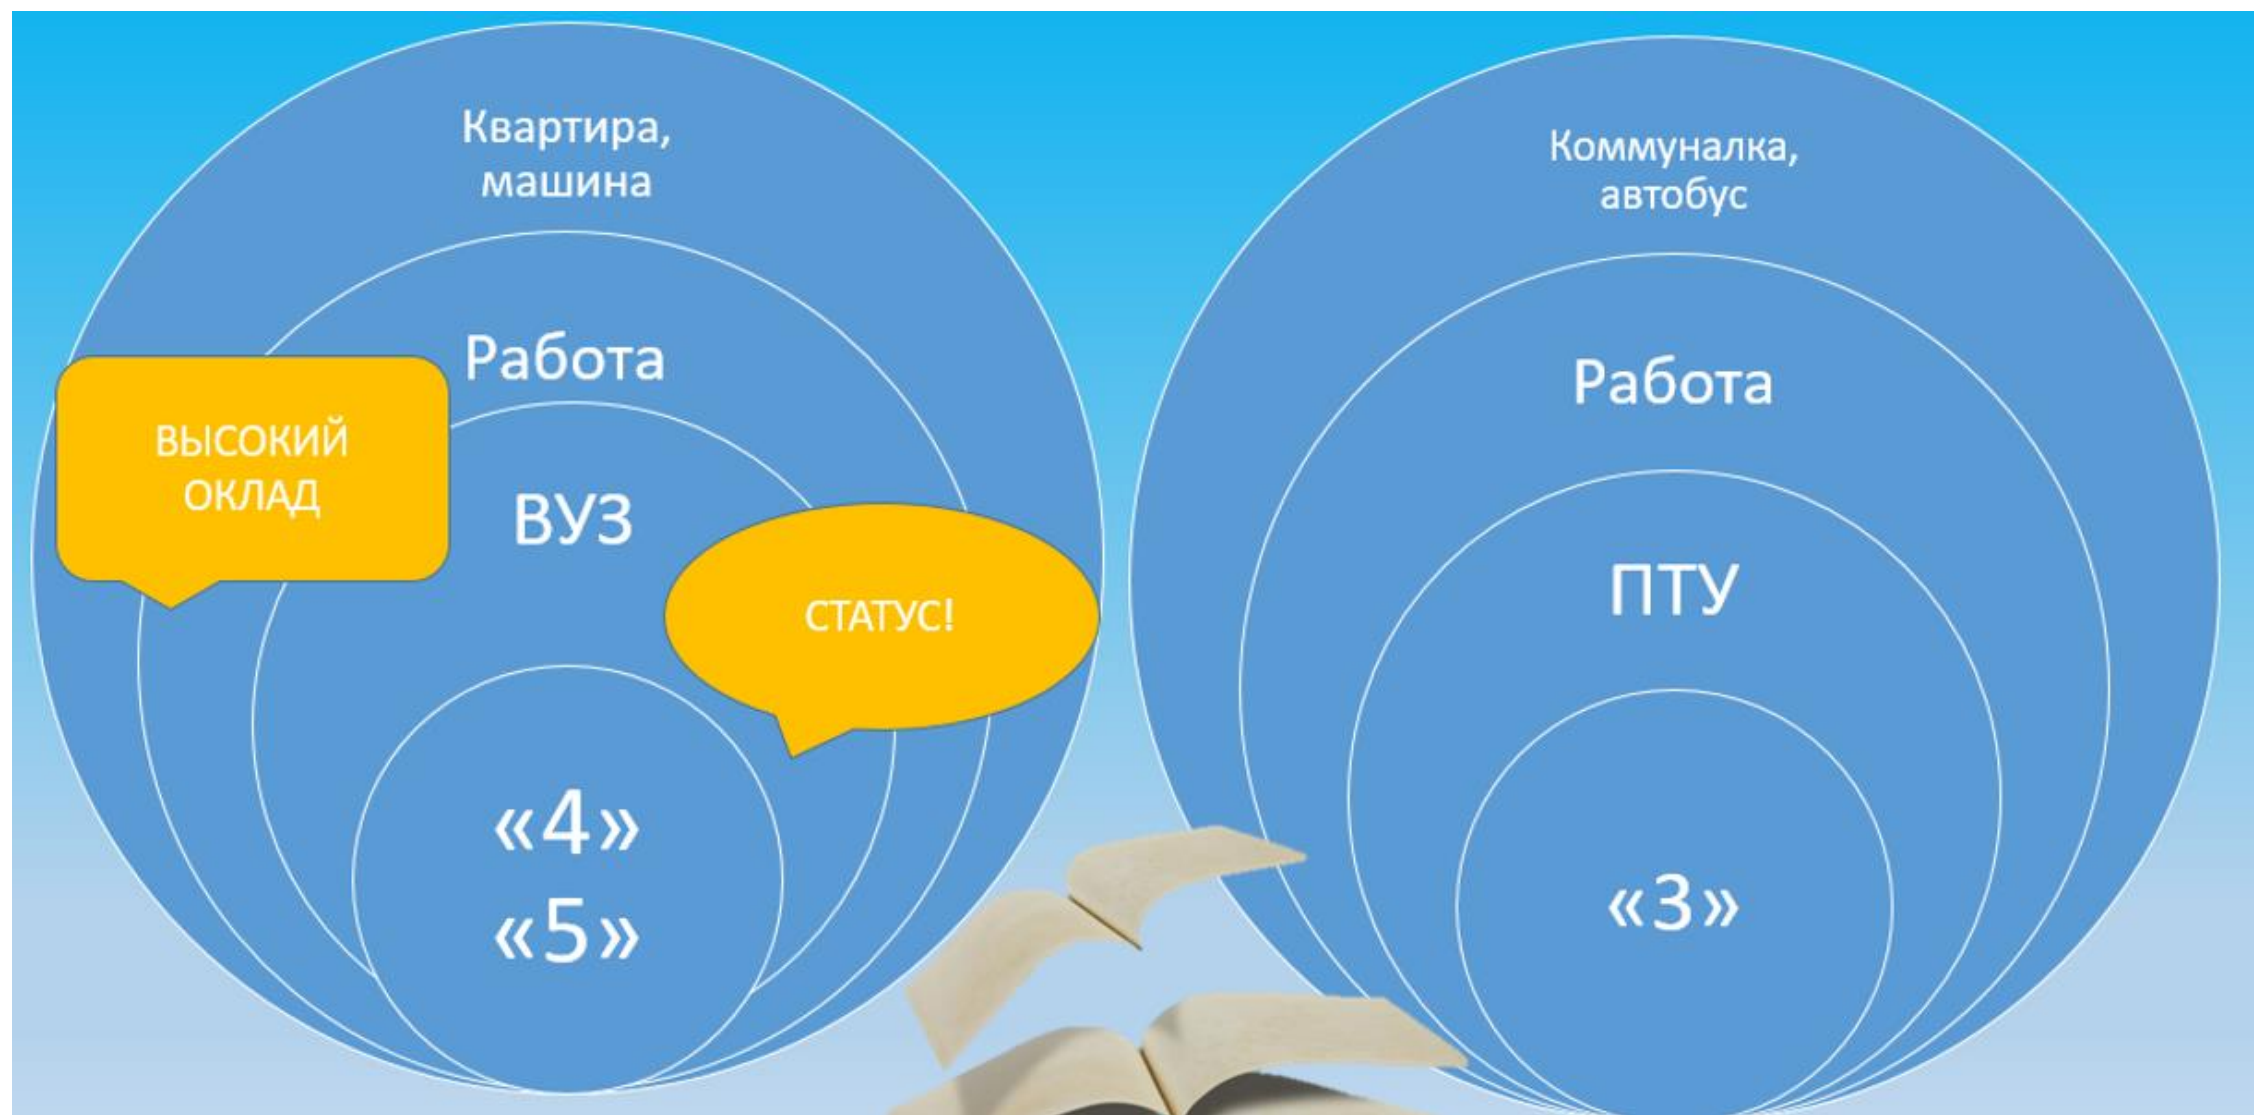 Квартира,
машина
Работа
ВЫСОКИЙ
ОКЛАД
ВУЗ
СТАТУС!
«4»
«5»
Коммуналка,
автобус
Работа
ПТУ
«3»